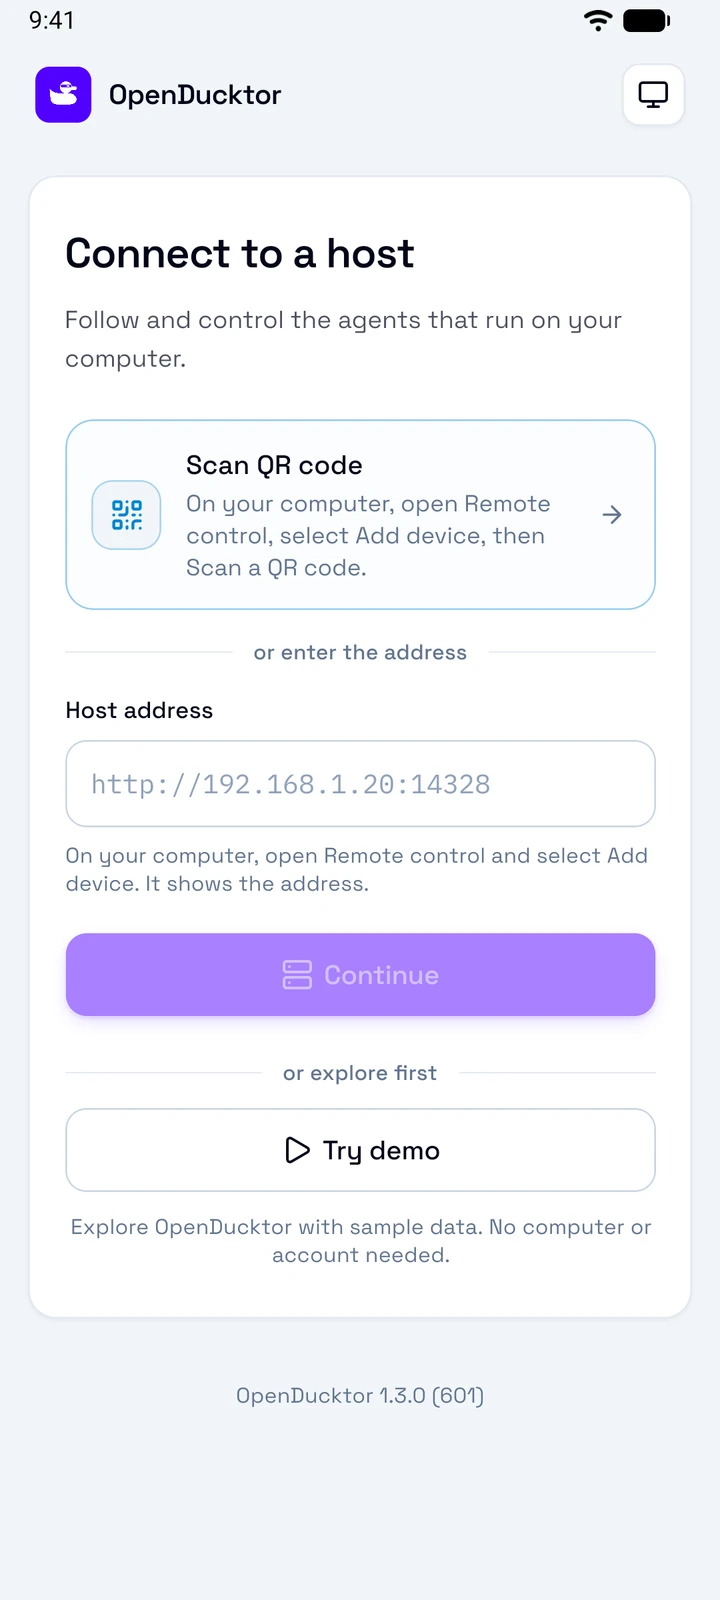 9:41
OpenDucktor
Connect to a host
Follow and control the agents that run on your
computer.
Scan QR code
On your computer, open Remote
control, select Add device, then
Scan a QR code.
or enter the address
Host address
http://192.168.1.20:14328
On your computer, open Remote control and select Add
device. It shows the address.
Continue
or explore first
Try demo
Explore OpenDucktor with sample data. No computer or
account needed.
OpenDucktor 1.3.0 (601)